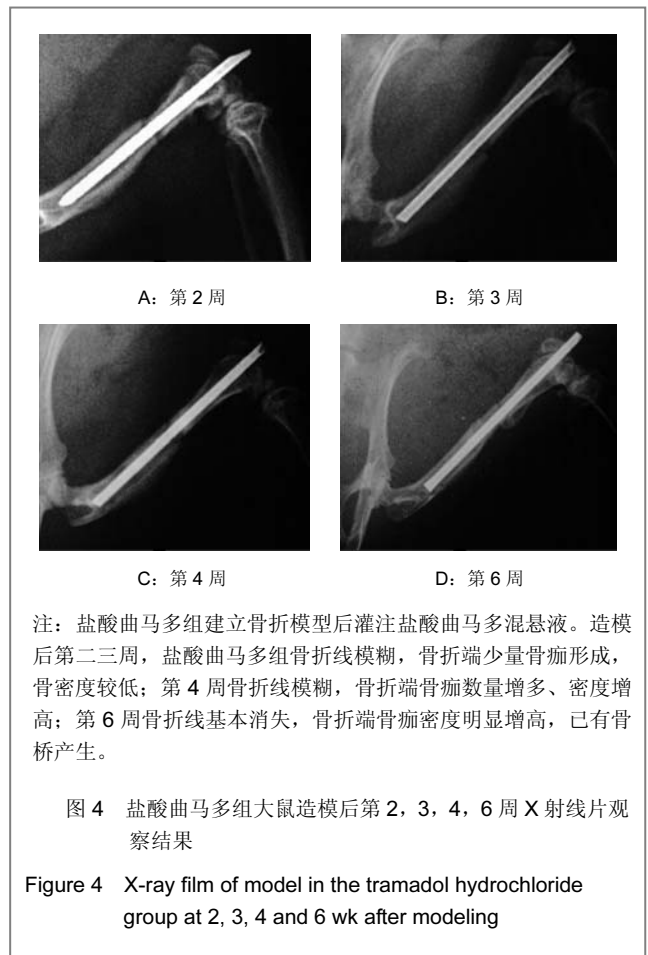 A：第 2 周
B：第 3 周
C：第 4 周
D：第 6 周
注：盐酸曲马多组建立骨折模型后灌注盐酸曲马多混悬液。造模
后第二三周，盐酸曲马多组骨折线模糊，骨折端少量骨痂形成，
骨密度较低；第 4 周骨折线模糊，骨折端骨痂数量增多、密度增
高；第 6 周骨折线基本消失，骨折端骨痂密度明显增高，已有骨
桥产生。
图 4 盐酸曲马多组大鼠造模后第 2，3，4，6 周 X 射线片观
察结果
Figure 4 X-ray film of model in the tramadol hydrochloride
group at 2, 3, 4 and 6 wk after modeling